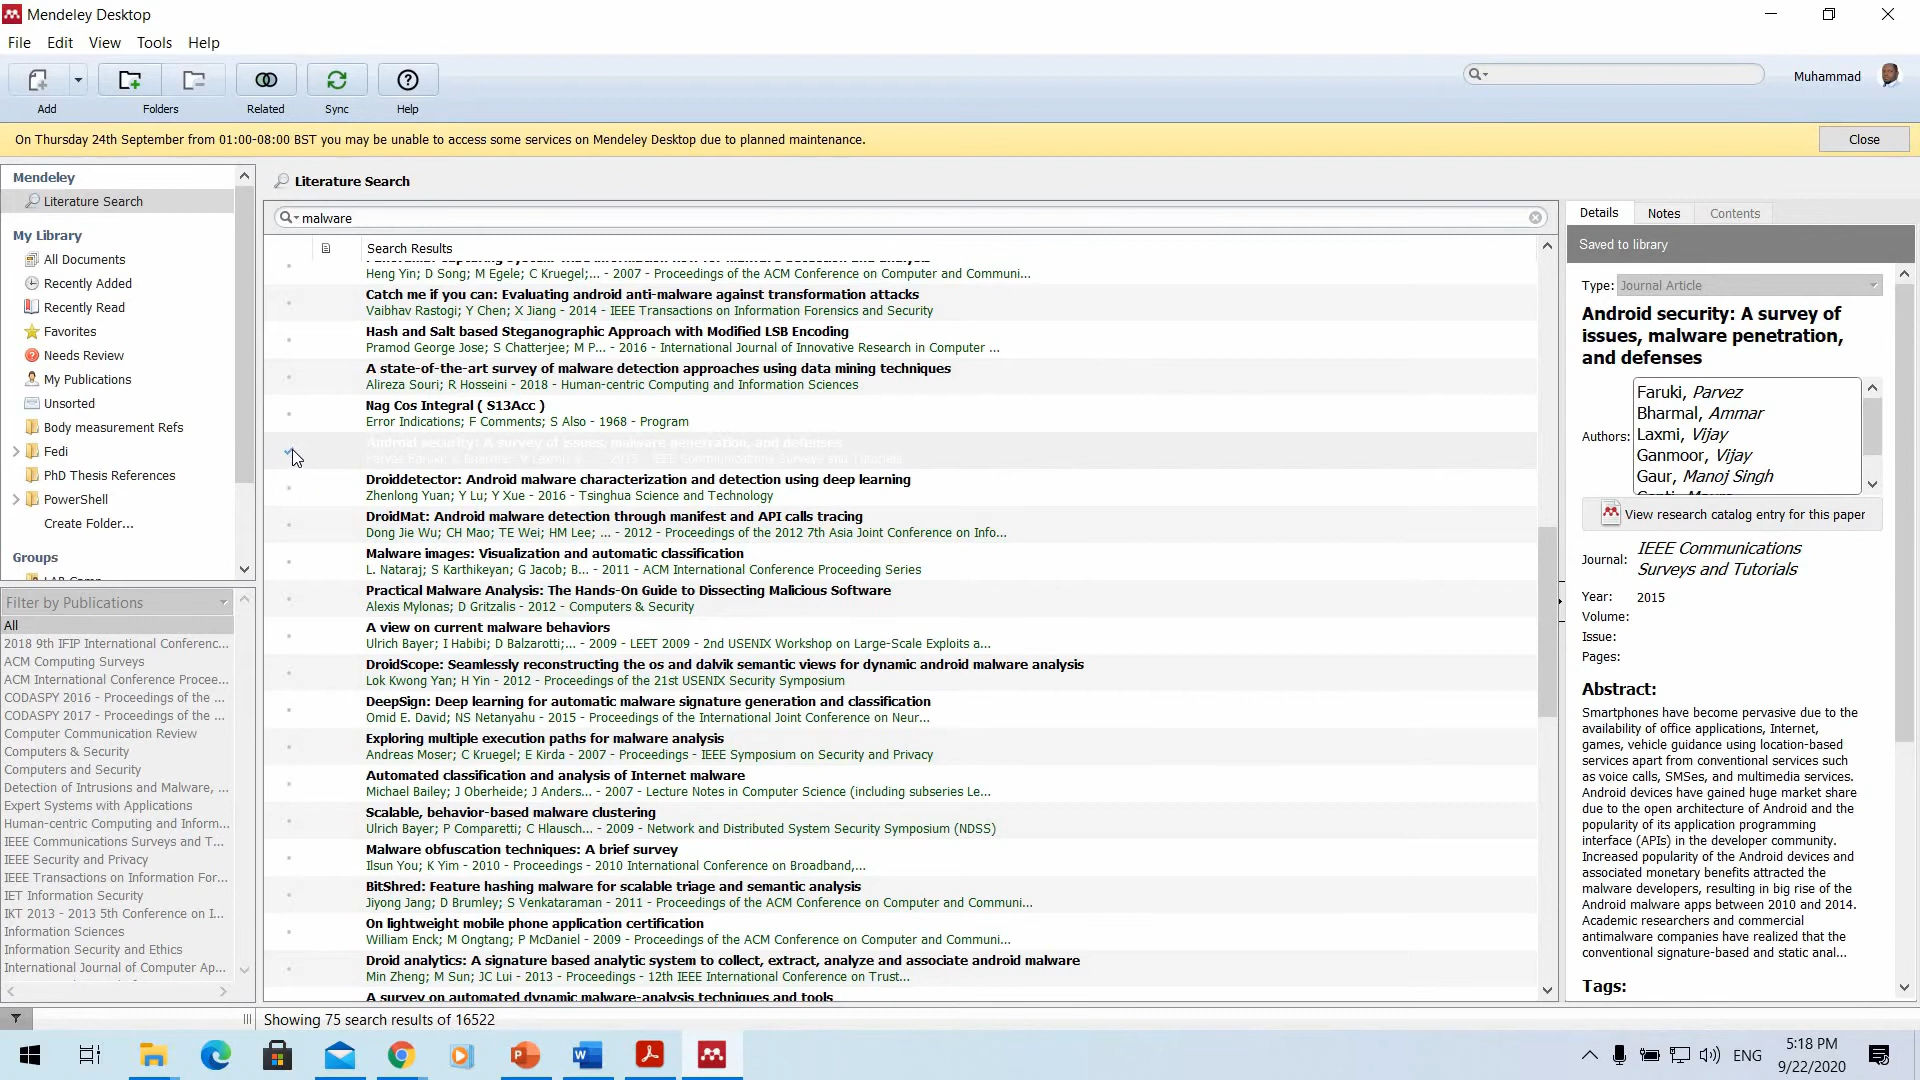 Mendeley Desktop
File Edit View Tools Help
Add Folders Related Sync Help
Muhammad
On Thursday 24th September from 01:00-08:00 BST you may be unable to access some services on Mendeley Desktop due to planned maintenance.
Close
Mendeley
Literature Search
My Library
All Documents
Recently Added
Recently Read
Favorites
Needs Review
My Publications
Unsorted
Body measurement Refs
Fedi
PhD Thesis References
PowerShell
Create Folder...
Groups
Filter by Publications
All
2018 9th IFIP International Conferenc...
ACM Computing Surveys
ACM International Conference Procee...
CODASPY 2016 - Proceedings of the ...
CODASPY 2017 - Proceedings of the ...
Computer Communication Review
Computers & Security
Computers and Security
Detection of Intrusions and Malware, ...
Expert Systems with Applications
Human-centric Computing and Inform...
IEEE Communications Surveys and T...
IEEE Security and Privacy
IEEE Transactions on Information For...
IET Information Security
IKT 2013 - 2013 5th Conference on I...
Information Sciences
Information Security and Ethics
International Journal of Computer Ap...
Literature Search
malware
Search Results
Heng Yin; D Song; M Egele; C Kruegel;... - 2007 - Proceedings of the ACM Conference on Computer and Communi...
Catch me if you can: Evaluating android anti-malware against transformation attacks
Vaibhav Rastogi; Y Chen; X Jiang - 2014 - IEEE Transactions on Information Forensics and Security
Hash and Salt based Steganographic Approach with Modified LSB Encoding
Pramod George Jose; S Chatterjee; M P... - 2016 - International Journal of Innovative Research in Computer ...
A state-of-the-art survey of malware detection approaches using data mining techniques
Alireza Souri; R Hosseini - 2018 - Human-centric Computing and Information Sciences
Nag Cos Integral ( S13Acc )
Error Indications; F Comments; S Also - 1968 - Program
Android security: A survey of issues, malware penetration, and defenses
Droiddetector: Android malware characterization and detection using deep learning
Zhenlong Yuan; Y Lu; Y Xue - 2016 - Tsinghua Science and Technology
DroidMat: Android malware detection through manifest and API calls tracing
Dong Jie Wu; CH Mao; TE Wei; HM Lee; ... - 2012 - Proceedings of the 2012 7th Asia Joint Conference on Info...
Malware images: Visualization and automatic classification
L. Nataraj; S Karthikeyan; G Jacob; B... - 2011 - ACM International Conference Proceeding Series
Practical Malware Analysis: The Hands-On Guide to Dissecting Malicious Software
Alexis Mylonas; D Gritzalis - 2012 - Computers & Security
A view on current malware behaviors
Ulrich Bayer; I Habibi; D Balzarotti;... - 2009 - LEET 2009 - 2nd USENIX Workshop on Large-Scale Exploits a...
DroidScope: Seamlessly reconstructing the os and dalvik semantic views for dynamic android malware analysis
Lok Kwong Yan; H Yin - 2012 - Proceedings of the 21st USENIX Security Symposium
DeepSign: Deep learning for automatic malware signature generation and classification
Omid E. David; NS Netanyahu - 2015 - Proceedings of the International Joint Conference on Neur...
Exploring multiple execution paths for malware analysis
Andreas Moser; C Kruegel; E Kirda - 2007 - Proceedings - IEEE Symposium on Security and Privacy
Automated classification and analysis of Internet malware
Michael Bailey; J Oberheide; J Anders... - 2007 - Lecture Notes in Computer Science (including subseries Le...
Scalable, behavior-based malware clustering
Ulrich Bayer; P Comparetti; C Hlausch... - 2009 - Network and Distributed System Security Symposium (NDSS)
Malware obfuscation techniques: A brief survey
Ilsun You; K Yim - 2010 - Proceedings - 2010 International Conference on Broadband,...
BitShred: Feature hashing malware for scalable triage and semantic analysis
Jiyong Jang; D Brumley; S Venkataraman - 2011 - Proceedings of the ACM Conference on Computer and Communi...
On lightweight mobile phone application certification
William Enck; M Ongtang; P McDaniel - 2009 - Proceedings of the ACM Conference on Computer and Communi...
Droid analytics: A signature based analytic system to collect, extract, analyze and associate android malware
Min Zheng; M Sun; JC Lui - 2013 - Proceedings - 12th IEEE International Conference on Trust...
A survey on automated dynamic malware-analysis techniques and tools
Showing 75 search results of 16522
Details Notes Contents
Saved to library
Type: Journal Article
Android security: A survey of
issues, malware penetration,
and defenses
Authors:
Faruki, Parvez
Bharmal, Ammar
Laxmi, Vijay
Ganmoor, Vijay
Gaur, Manoj Singh
View research catalog entry for this paper
Journal: IEEE Communications
Surveys and Tutorials
Year: 2015
Volume:
Issue:
Pages:
Abstract:
Smartphones have become pervasive due to the
availability of office applications, Internet,
games, vehicle guidance using location-based
services apart from conventional services such
as voice calls, SMSes, and multimedia services.
Android devices have gained huge market share
due to the open architecture of Android and the
popularity of its application programming
interface (APIs) in the developer community.
Increased popularity of the Android devices and
associated monetary benefits attracted the
malware developers, resulting in big rise of the
Android malware apps between 2010 and 2014.
Academic researchers and commercial
antimalware companies have realized that the
conventional signature-based and static anal...
Tags:
ENG
5:18 PM
9/22/2020